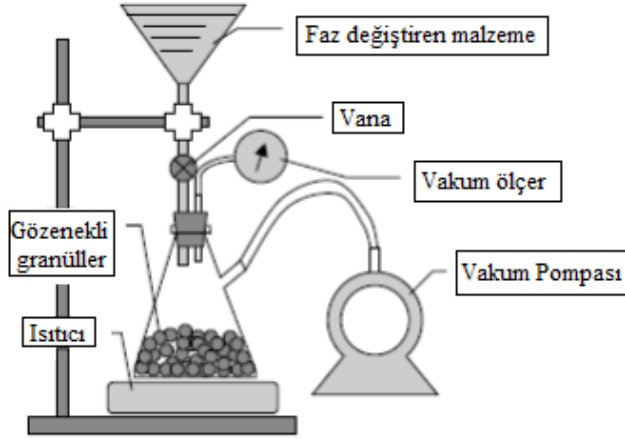 Faz değiştiren malzeme
Vana
Vakum ölçer
Gözenekli
granüller
Vakum Pompası
Isıtıcı